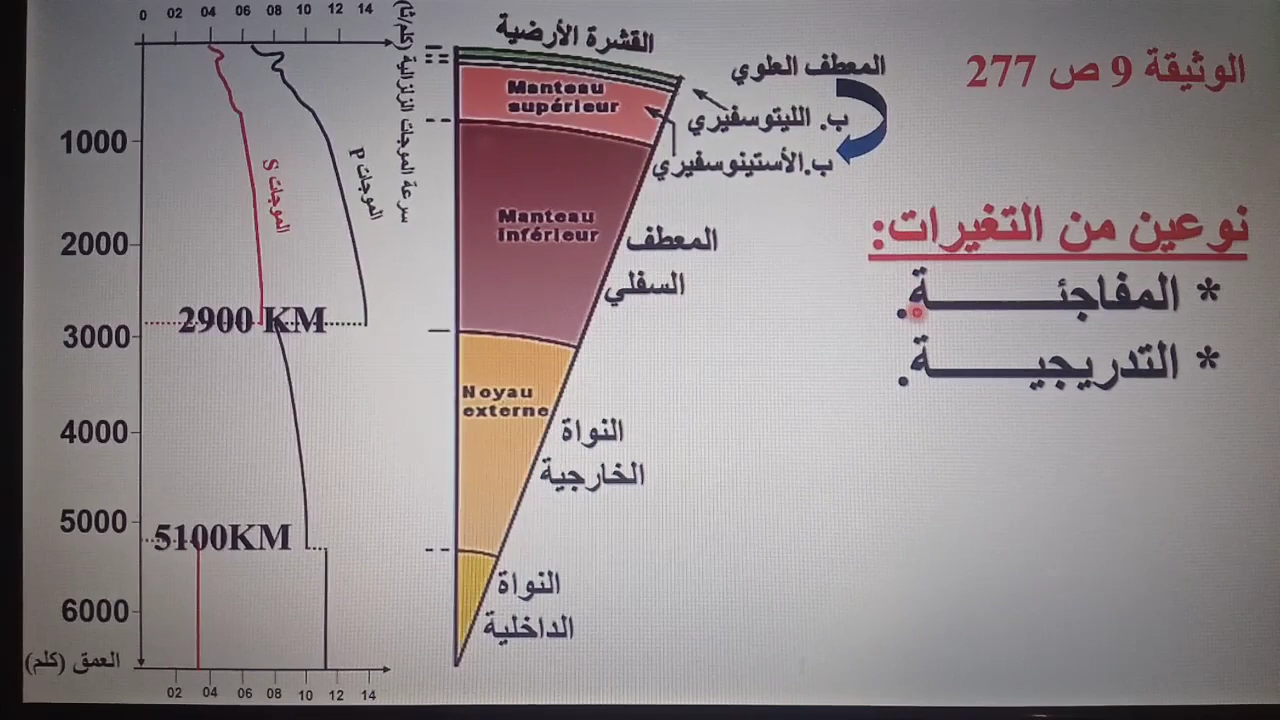 الوثيقة 9 ص 277
نوعين من التغيرات:
* المفاجئـــــــــــة.
* التدريجيـــــــــــة.
القشرة الأرضية
المعطف العلوي
ب. الليتوسفيري
ب.الأستينوسفيري
Manteau
supérieur
Manteau
inférieur
المعطف
السفلي
Noyau
externe
النواة
الخارجية
النواة
الداخلية
0 02 04 06 08 10 12 14
سرعة الموجات الزلزالية (كلم/ثا)
الموجات P
الموجات S
1000
2000
2900 KM
3000
4000
5000
5100KM
6000
العمق (كلم)
02 04 06 08 10 12 14